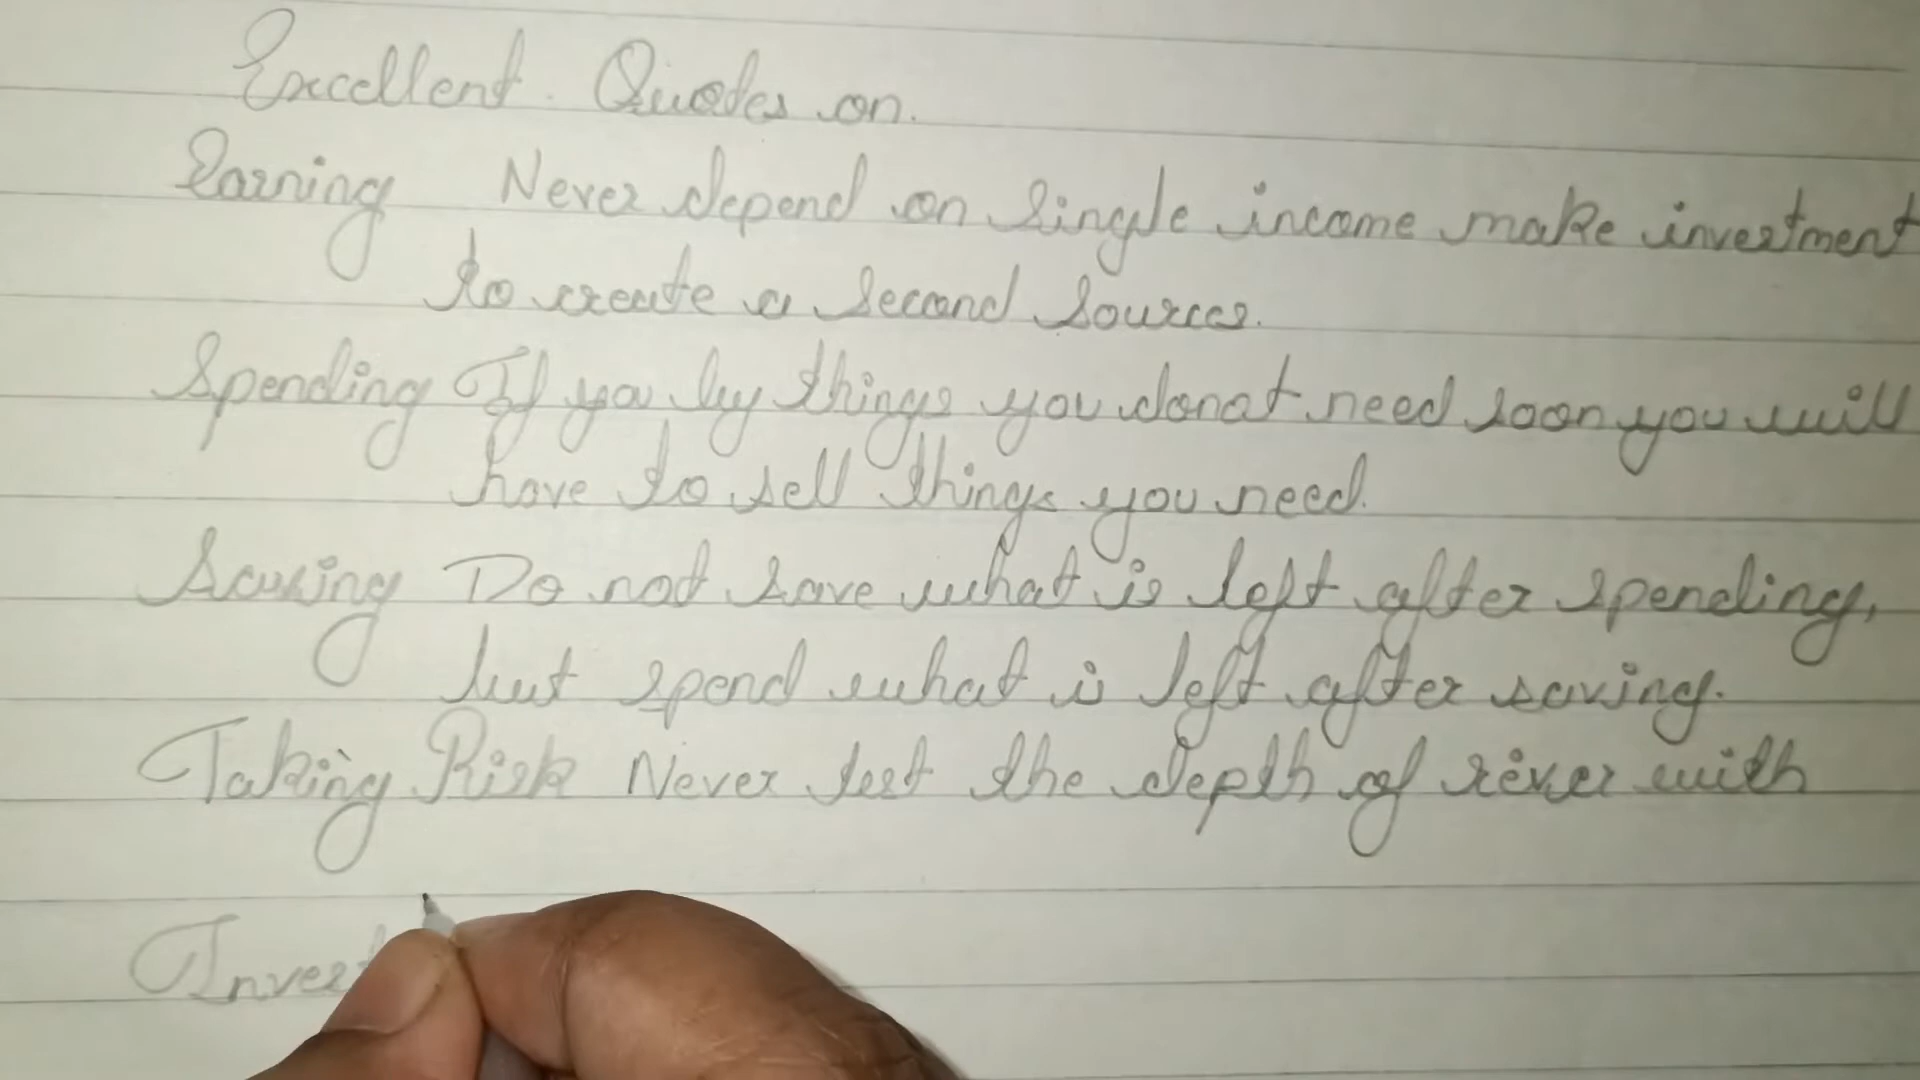 Excellent Quotes on.
Earning Never depend on single income make investment
to create a second sources.
Spending If you by things you donot need soon you will
have to sell things you need.
Saving Do not save what is left after spending,
but spend what is left after saving.
Taking Risk Never test the depth of river with
Invest